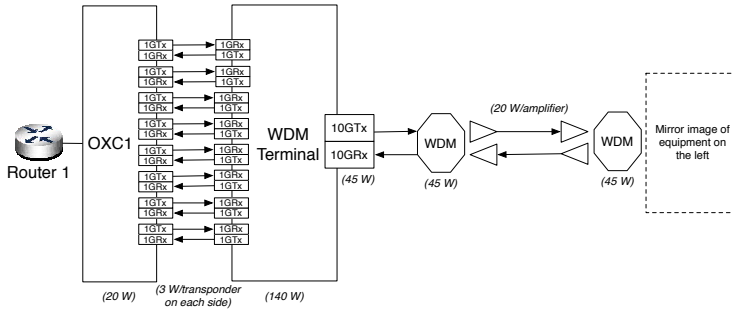 1GTx 1GRx
1GRx 1GTx
1GTx 1GRx
1GRx 1GTx
1GTx 1GRx
1GRx 1GTx
1GTx 1GRx
1GRx 1GTx
1GTx 1GRx
1GRx 1GTx
1GTx 1GRx
1GRx 1GTx
1GTx 1GRx
1GRx 1GTx
1GTx 1GRx
1GRx 1GTx
Router 1
OXC1
WDM
Terminal
10GTx
10GRx
(45 W)
WDM
(45 W)
(20 W/amplifier)
WDM
(45 W)
Mirror image of
equipment on
the left
(20 W)
(3 W/transponder
on each side)
(140 W)